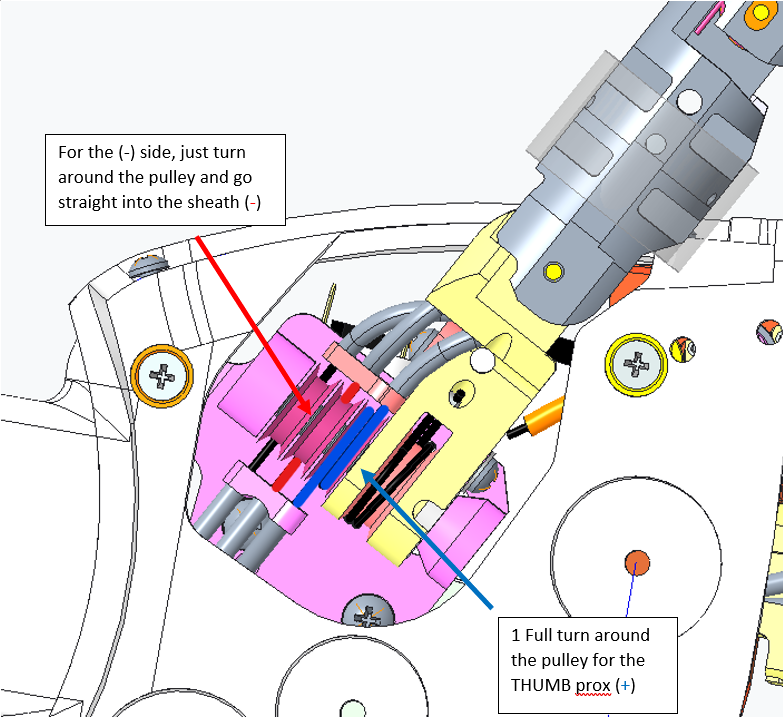 For the (-) side, just turn
around the pulley and go
straight into the sheath (-)
1 Full turn around
the pulley for the
THUMB prox (+)